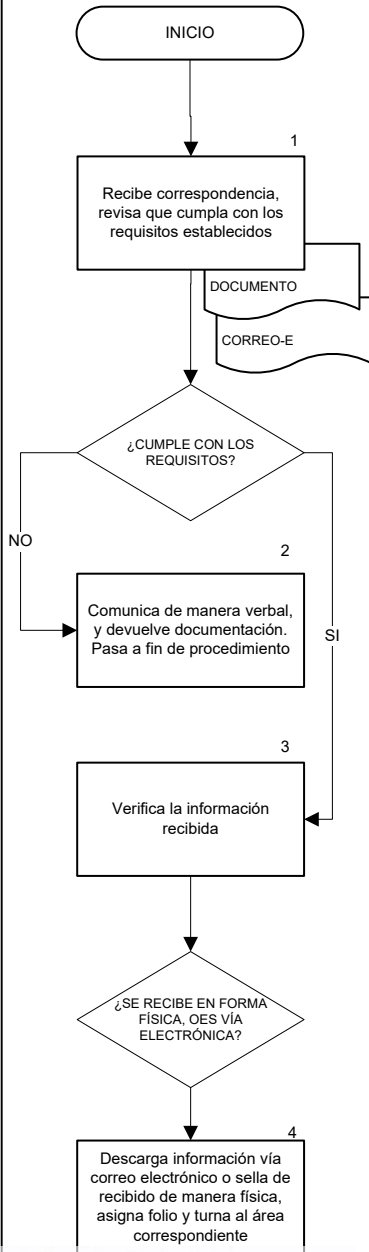 INICIO
1
Recibe correspondencia,
revisa que cumpla con los
requisitos establecidos
DOCUMENTO
CORREO-E
¿CUMPLE CON LOS
REQUISITOS?
NO
2
Comunica de manera verbal,
y devuelve documentación.
Pasa a fin de procedimiento
SI
3
Verifica la información
recibida
¿SE RECIBE EN FORMA
FÍSICA, OES VÍA
ELECTRÓNICA?
4
Descarga información vía
correo electrónico o sella de
recibido de manera física,
asigna folio y turna al área
correspondiente